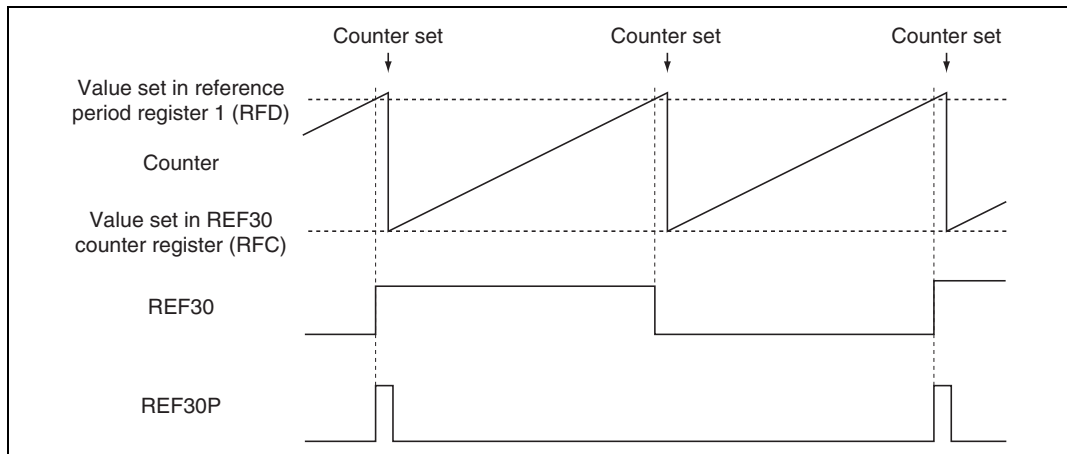 Counter set
Counter set
Counter set
Value set in reference
period register 1 (RFD)
Counter
Value set in REF30
counter register (RFC)
REF30
REF30P